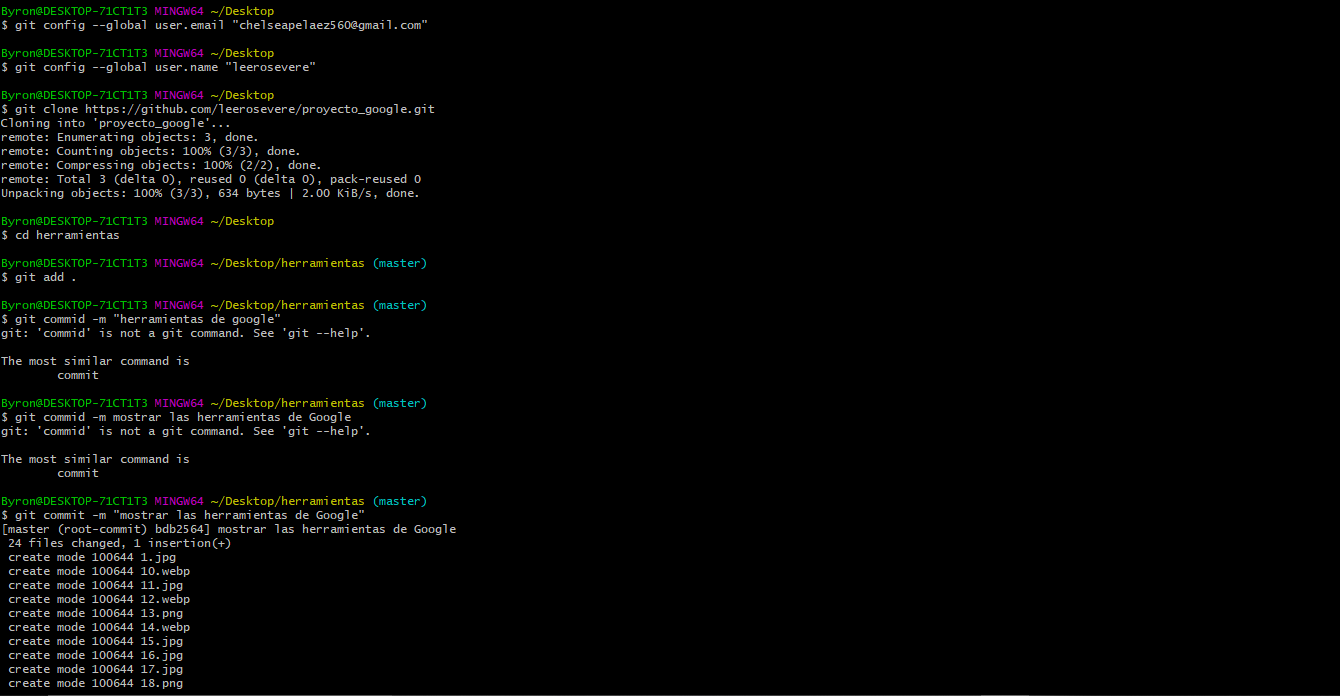 Byron@DESKTOP-71CT1T3 MINGW64 ~/Desktop
$ git config --global user.email "chelseapelaez560@gmail.com"
Byron@DESKTOP-71CT1T3 MINGW64 ~/Desktop
$ git config --global user.name "leerosevere"
Byron@DESKTOP-71CT1T3 MINGW64 ~/Desktop
$ git clone https://github.com/leerosevere/proyecto_google.git
Cloning into 'proyecto_google'...
remote: Enumerating objects: 3, done.
remote: Counting objects: 100% (3/3), done.
remote: Compressing objects: 100% (2/2), done.
remote: Total 3 (delta 0), reused 0 (delta 0), pack-reused 0
Unpacking objects: 100% (3/3), 634 bytes | 2.00 KiB/s, done.
Byron@DESKTOP-71CT1T3 MINGW64 ~/Desktop
$ cd herramientas
Byron@DESKTOP-71CT1T3 MINGW64 ~/Desktop/herramientas (master)
$ git add .
Byron@DESKTOP-71CT1T3 MINGW64 ~/Desktop/herramientas (master)
$ git commid -m "herramientas de google"
git: 'commid' is not a git command. See 'git --help'.
The most similar command is
commit
Byron@DESKTOP-71CT1T3 MINGW64 ~/Desktop/herramientas (master)
$ git commid -m mostrar las herramientas de Google
git: 'commid' is not a git command. See 'git --help'.
The most similar command is
commit
Byron@DESKTOP-71CT1T3 MINGW64 ~/Desktop/herramientas (master)
$ git commit -m "mostrar las herramientas de Google"
[master (root-commit) bdb2564] mostrar las herramientas de Google
24 files changed, 1 insertion(+)
create mode 100644 1.jpg
create mode 100644 10.webp
create mode 100644 11.jpg
create mode 100644 12.webp
create mode 100644 13.png
create mode 100644 14.webp
create mode 100644 15.jpg
create mode 100644 16.jpg
create mode 100644 17.jpg
create mode 100644 18.png